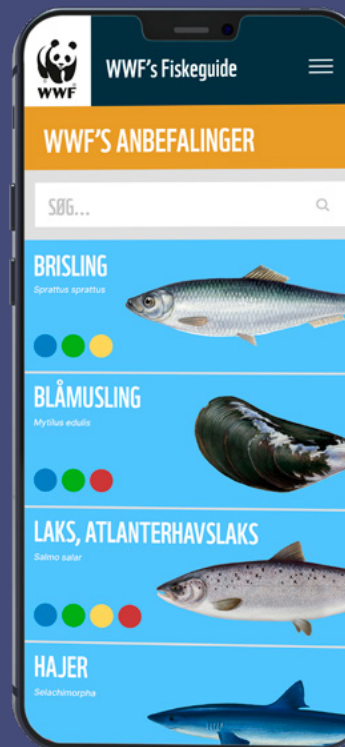 WWF
WWF's Fiskeguide
WWF'S ANBEFALINGER
SØG...
BRISLING
Sprattus sprattus
BLÅMUSLING
Mytilus edulis
LAKS, ATLANTERHAVSLAKS
Salmo salar
HAJER
Selachimorpha